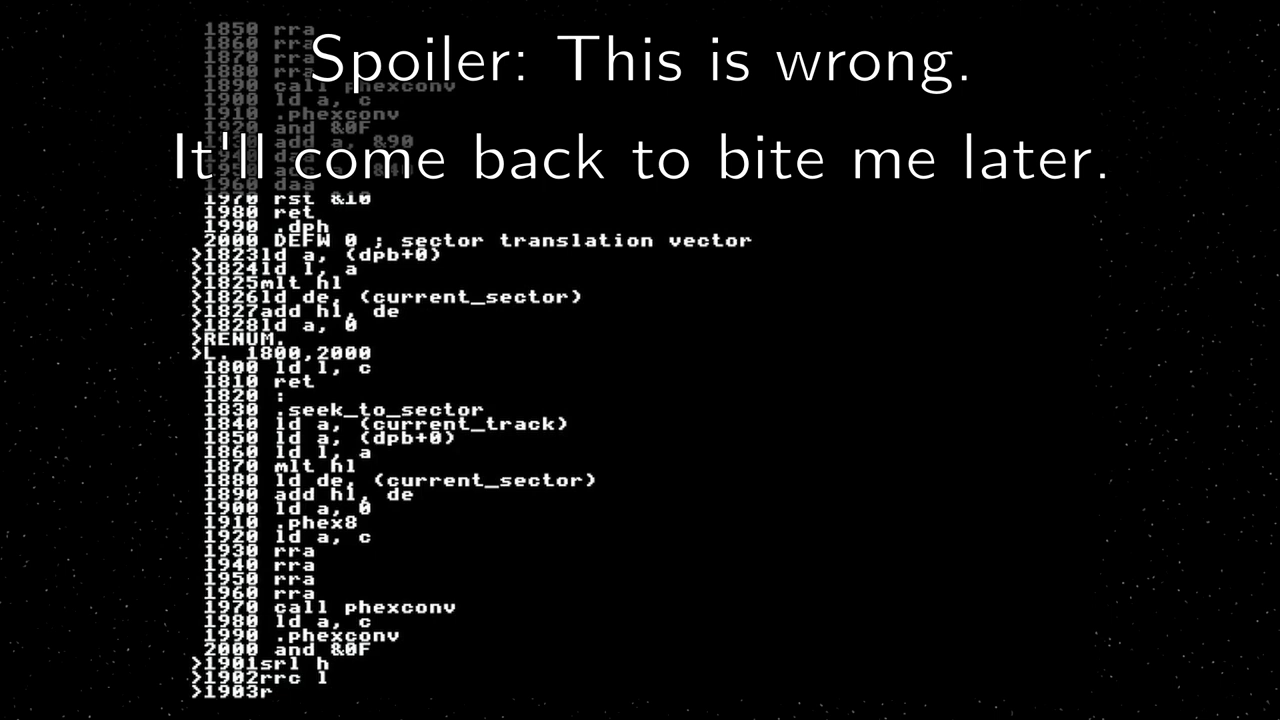 Spoiler: This is wrong.
It'll come back to bite me later.
1850 rra
1860 rra
1870 rra
1880 rra
1890 call phexconv
1900 ld a, c
1910 .phexconv
1920 and &0F
1930 add a, &90
1940 daa
1960 daa
1970 rst &10
1980 ret
1990 .dph
2000 DEFW 0 ; sector translation vector
>1823ld a, (dpb+0)
>1824ld l, a
>1825mlt hl
>1826ld de, (current_sector)
>1827add hl, de
>1828ld a, 0
>RENUM.
>L. 1800,2000
1800 ld l, c
1810 ret
1820 :
1830 .seek_to_sector
1840 ld a, (current_track)
1850 ld a, (dpb+0)
1860 ld l, a
1870 mlt hl
1880 ld de, (current_sector)
1890 add hl, de
1900 ld a, 0
1910 .phex8
1920 ld a, c
1930 rra
1940 rra
1950 rra
1960 rra
1970 call phexconv
1980 ld a, c
1990 .phexconv
2000 and &0F
>1901srl h
>1902rrc l
>1903r